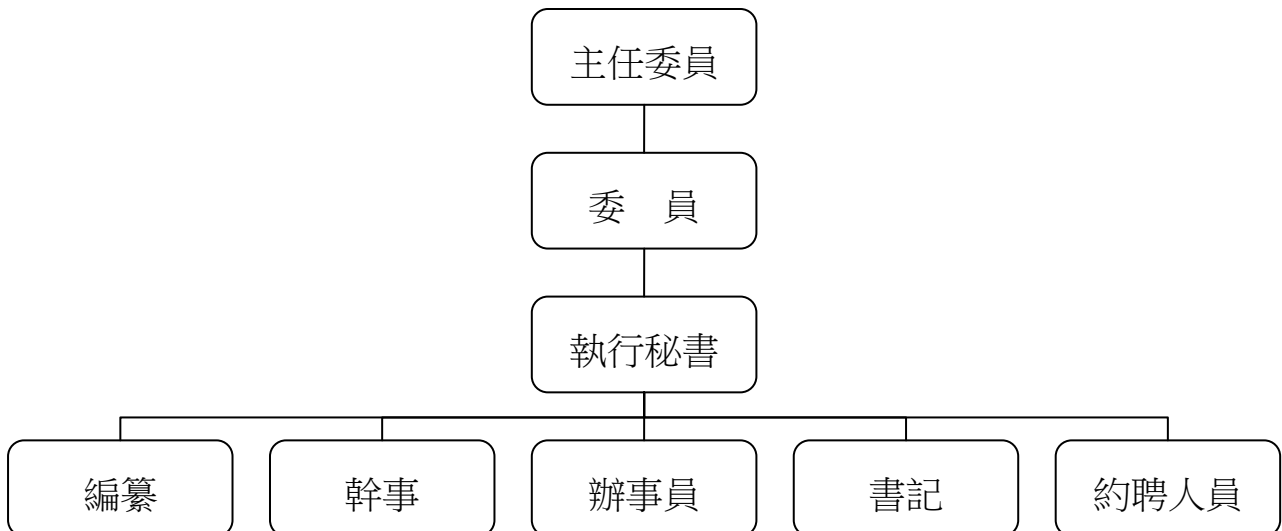 主任委員
委　員
執行秘書
編纂
幹事
辦事員
書記
約聘人員